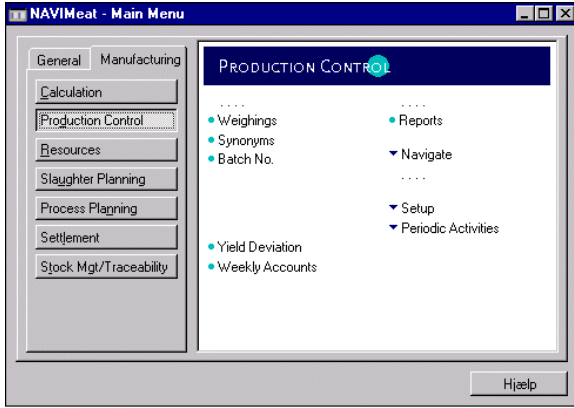 NAVIMeat - Main Menu
General
Manufacturing
Calculation
Production Control
Resources
Slaughter Planning
Process Planning
Settlement
Stock Mgt/Traceability
PRODUCTION CONTROL
. . . .
Weighings
Synonyms
Batch No.
Yield Deviation
Weekly Accounts
. . . .
Reports
Navigate
. . . .
Setup
Periodic Activities
Hjælp